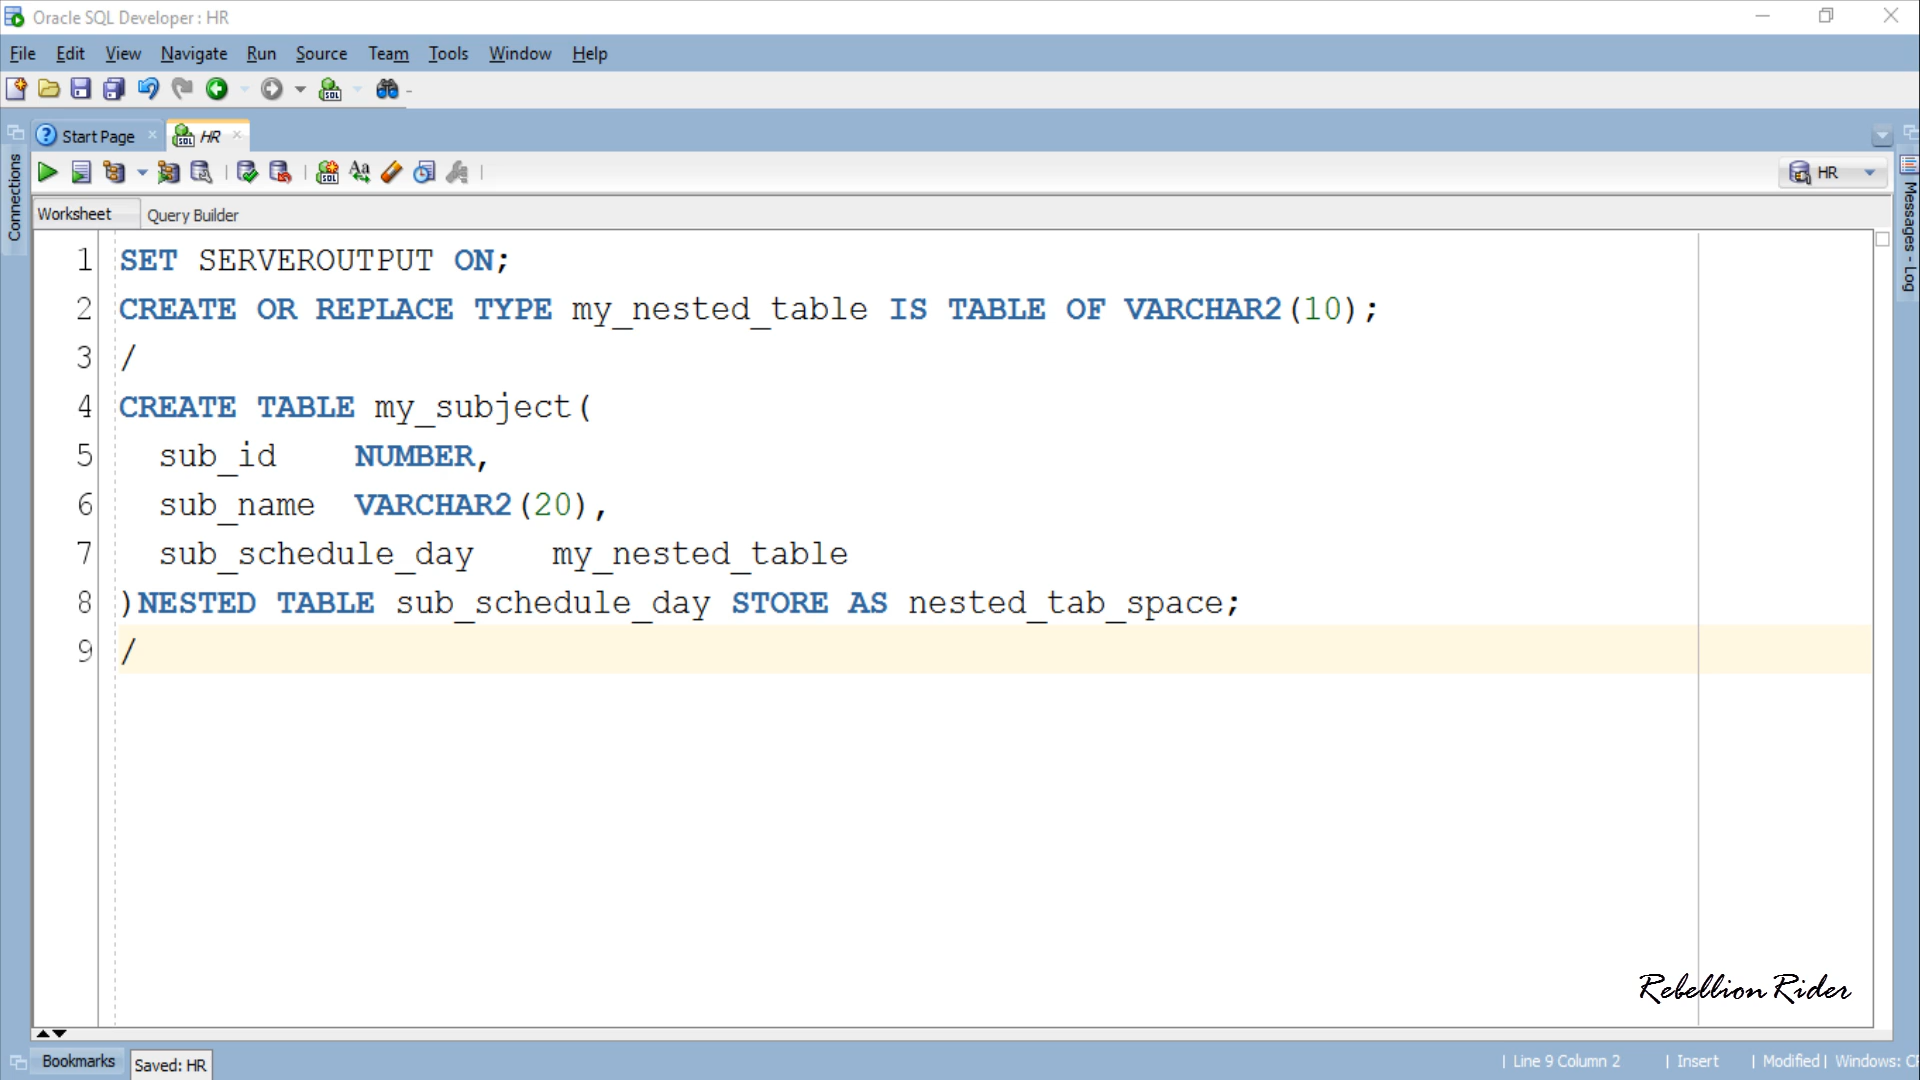 Oracle SQL Developer : HR
File Edit View Navigate Run Source Team Tools Window Help
Start Page HR
HR
Worksheet Query Builder
Connections
Messages - Log
1 SET SERVEROUTPUT ON;
2 CREATE OR REPLACE TYPE my_nested_table IS TABLE OF VARCHAR2(10);
3 /
4 CREATE TABLE my_subject(
5 sub_id NUMBER,
6 sub_name VARCHAR2(20),
7 sub_schedule_day my_nested_table
8 )NESTED TABLE sub_schedule_day STORE AS nested_tab_space;
9 /
Rebellion Rider
Bookmarks Saved: HR
| Line 9 Column 2 | Insert | Modified | Windows: